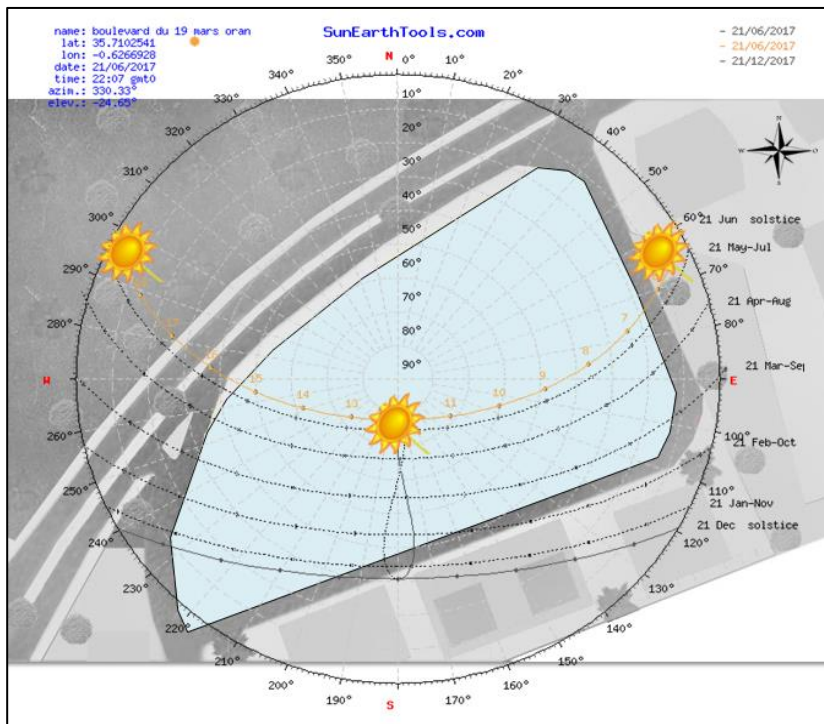 name: boulevard du 19 mars oran
lat: 35.7102541
lon: -0.6266928
date: 21/06/2017
time: 22:07 gmt0
azim.: 330.33°
elev.: -24.65°
SunEarthTools.com
- 21/06/2017
- 21/06/2017
- 21/12/2017
N
0°
10°
20°
30°
40°
50°
60°
70°
80°
E
100°
110°
120°
130°
140°
150°
160°
170°
S
190°
200°
210°
220°
230°
240°
250°
260°
W
280°
290°
300°
310°
320°
330°
340°
350°
10°
20°
30°
40°
50°
60°
70°
80°
90°
21 Jun solstice
21 May-Jul
21 Apr-Aug
21 Mar-Sep
21 Feb-Oct
21 Jan-Nov
21 Dec solstice
15
14
13
11
10
9
8
7
N
W
O
S